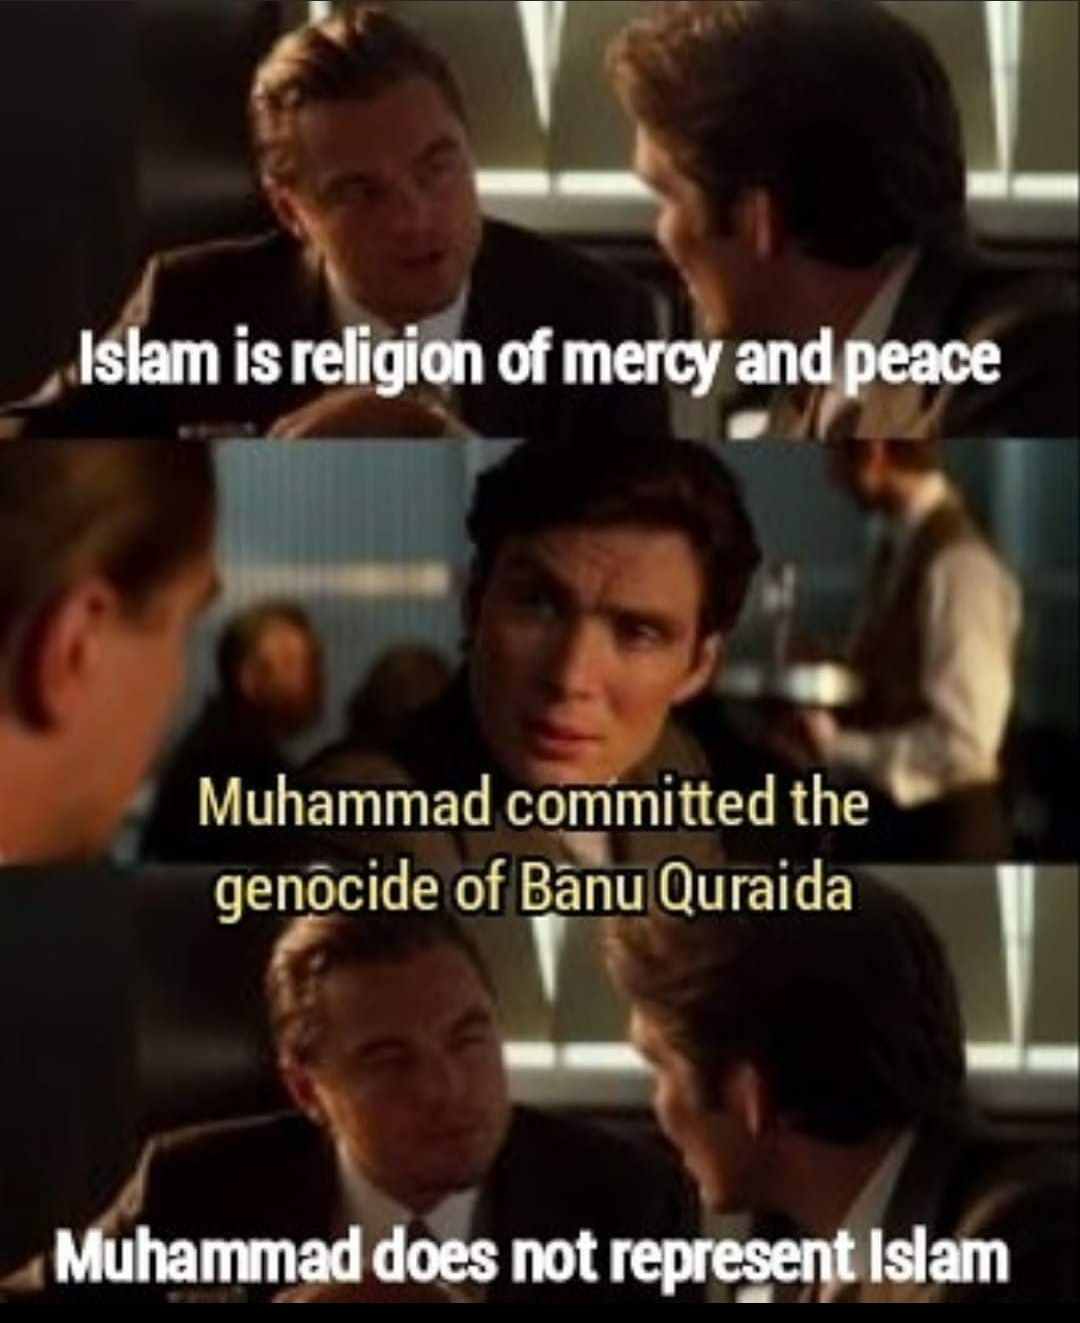 Islam is religion of mercy and peace
Muhammad committed the
genocide of Banu Quraida
Muhammad does not represent Islam